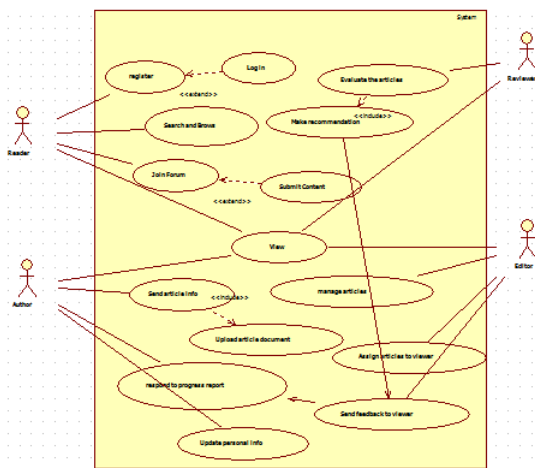 System
register
Log in
Evaluate the articles
Reviewer
<<extend>>
Make recommendation
<<include>>
Search and Brows
Reader
Join Forum
Submit Content
<<extend>>
View
Editor
Author
Send article info
<<include>>
manage articles
Upload article document
Assign articles to viewer
respond to progress report
Send feedback to viewer
Update personal info